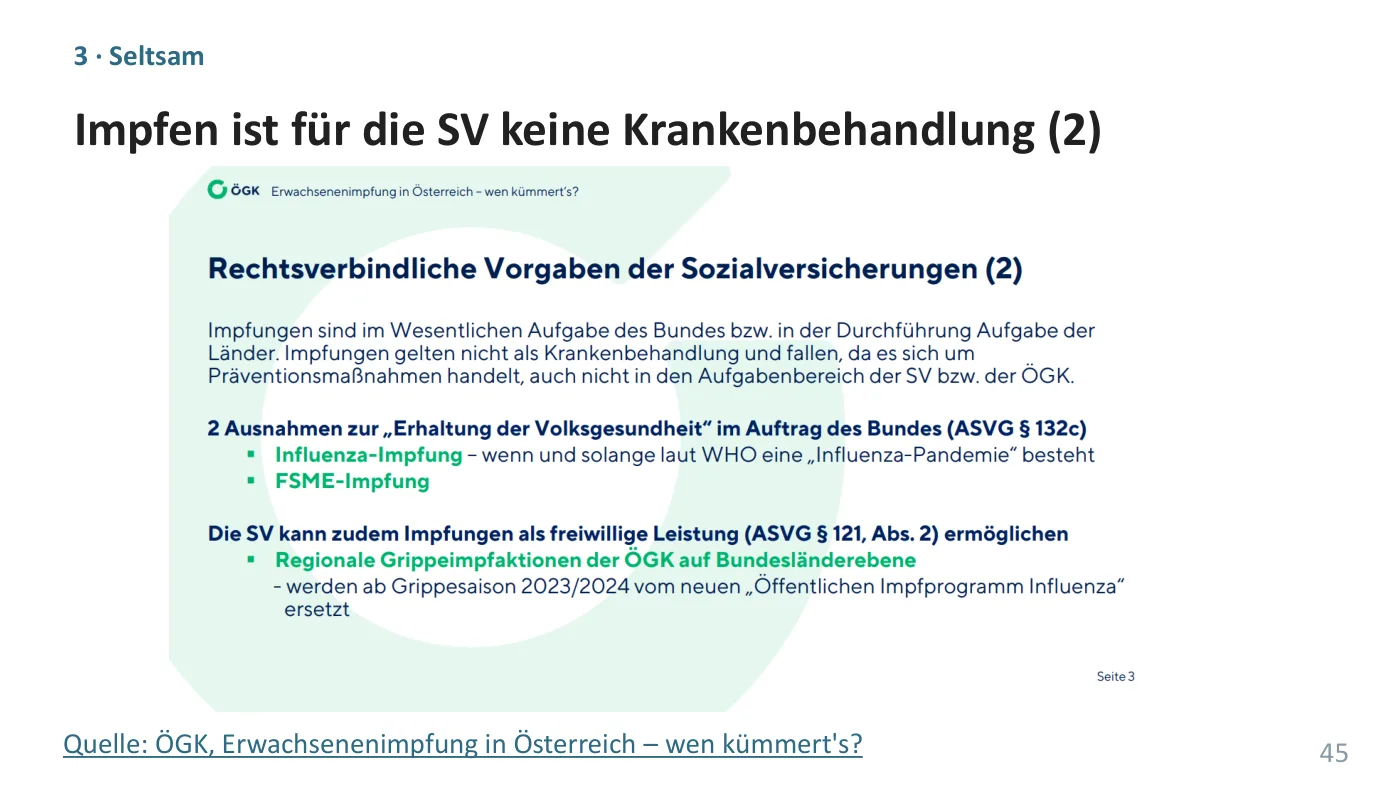 3 · Seltsam
Impfen ist für die SV keine Krankenbehandlung (2)
ÖGK Erwachsenenimpfung in Österreich – wen kümmert´s?
Rechtsverbindliche Vorgaben der Sozialversicherungen (2)
Impfungen sind im Wesentlichen Aufgabe des Bundes bzw. in der Durchführung Aufgabe der
Länder. Impfungen gelten nicht als Krankenbehandlung und fallen, da es sich um
Präventionsmaßnahmen handelt, auch nicht in den Aufgabenbereich der SV bzw. der ÖGK.
2 Ausnahmen zur „Erhaltung der Volksgesundheit“ im Auftrag des Bundes (ASVG § 132c)
▪ Influenza-Impfung – wenn und solange laut WHO eine „Influenza-Pandemie“ besteht
▪ FSME-Impfung
Die SV kann zudem Impfungen als freiwillige Leistung (ASVG § 121, Abs. 2) ermöglichen
▪ Regionale Grippeimpfaktionen der ÖGK auf Bundesländerebene
- werden ab Grippesaison 2023/2024 vom neuen „Öffentlichen Impfprogramm Influenza“
ersetzt
Seite 3
Quelle: ÖGK, Erwachsenenimpfung in Österreich – wen kümmert's?
45